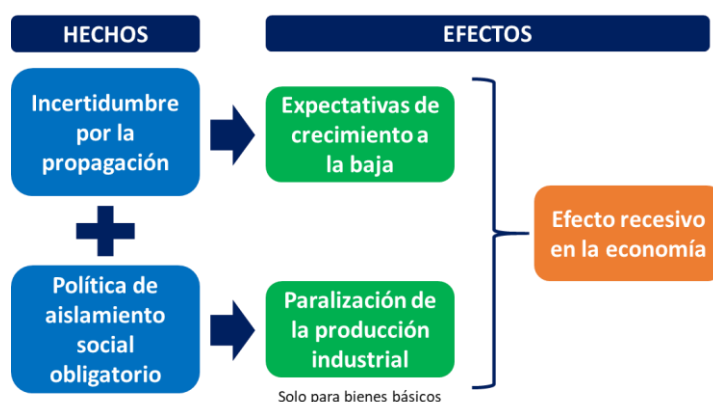 HECHOS
EFECTOS
Incertidumbre
por la
propagación
Expectativas de
crecimiento a
la baja
Efecto recesivo
en la economía
Política de
aislamiento
social
obligatorio
Paralización de
la producción
industrial
Solo para bienes básicos